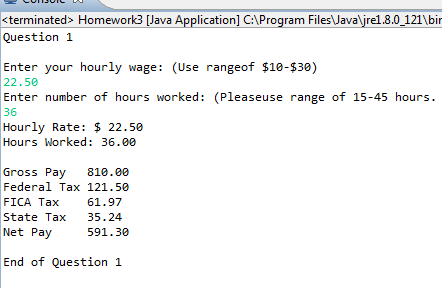 Console
<terminated> Homework3 [Java Application] C:\Program Files\Java\jre1.8.0_121\bin
Question 1
Enter your hourly wage: (Use rangeof $10-$30)
22.50
Enter number of hours worked: (Pleaseuse range of 15-45 hours.
36
Hourly Rate: $ 22.50
Hours Worked: 36.00
Gross Pay 810.00
Federal Tax 121.50
FICA Tax 61.97
State Tax 35.24
Net Pay 591.30
End of Question 1